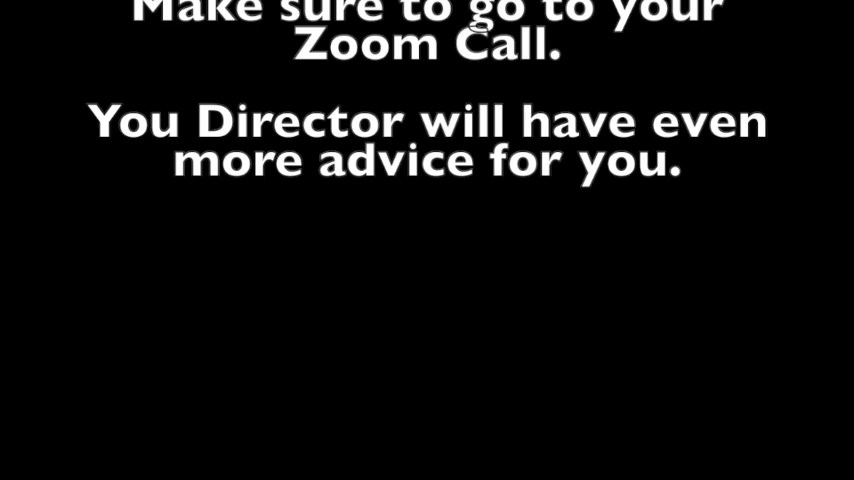 Make sure to go to your
Zoom Call.
You Director will have even
more advice for you.